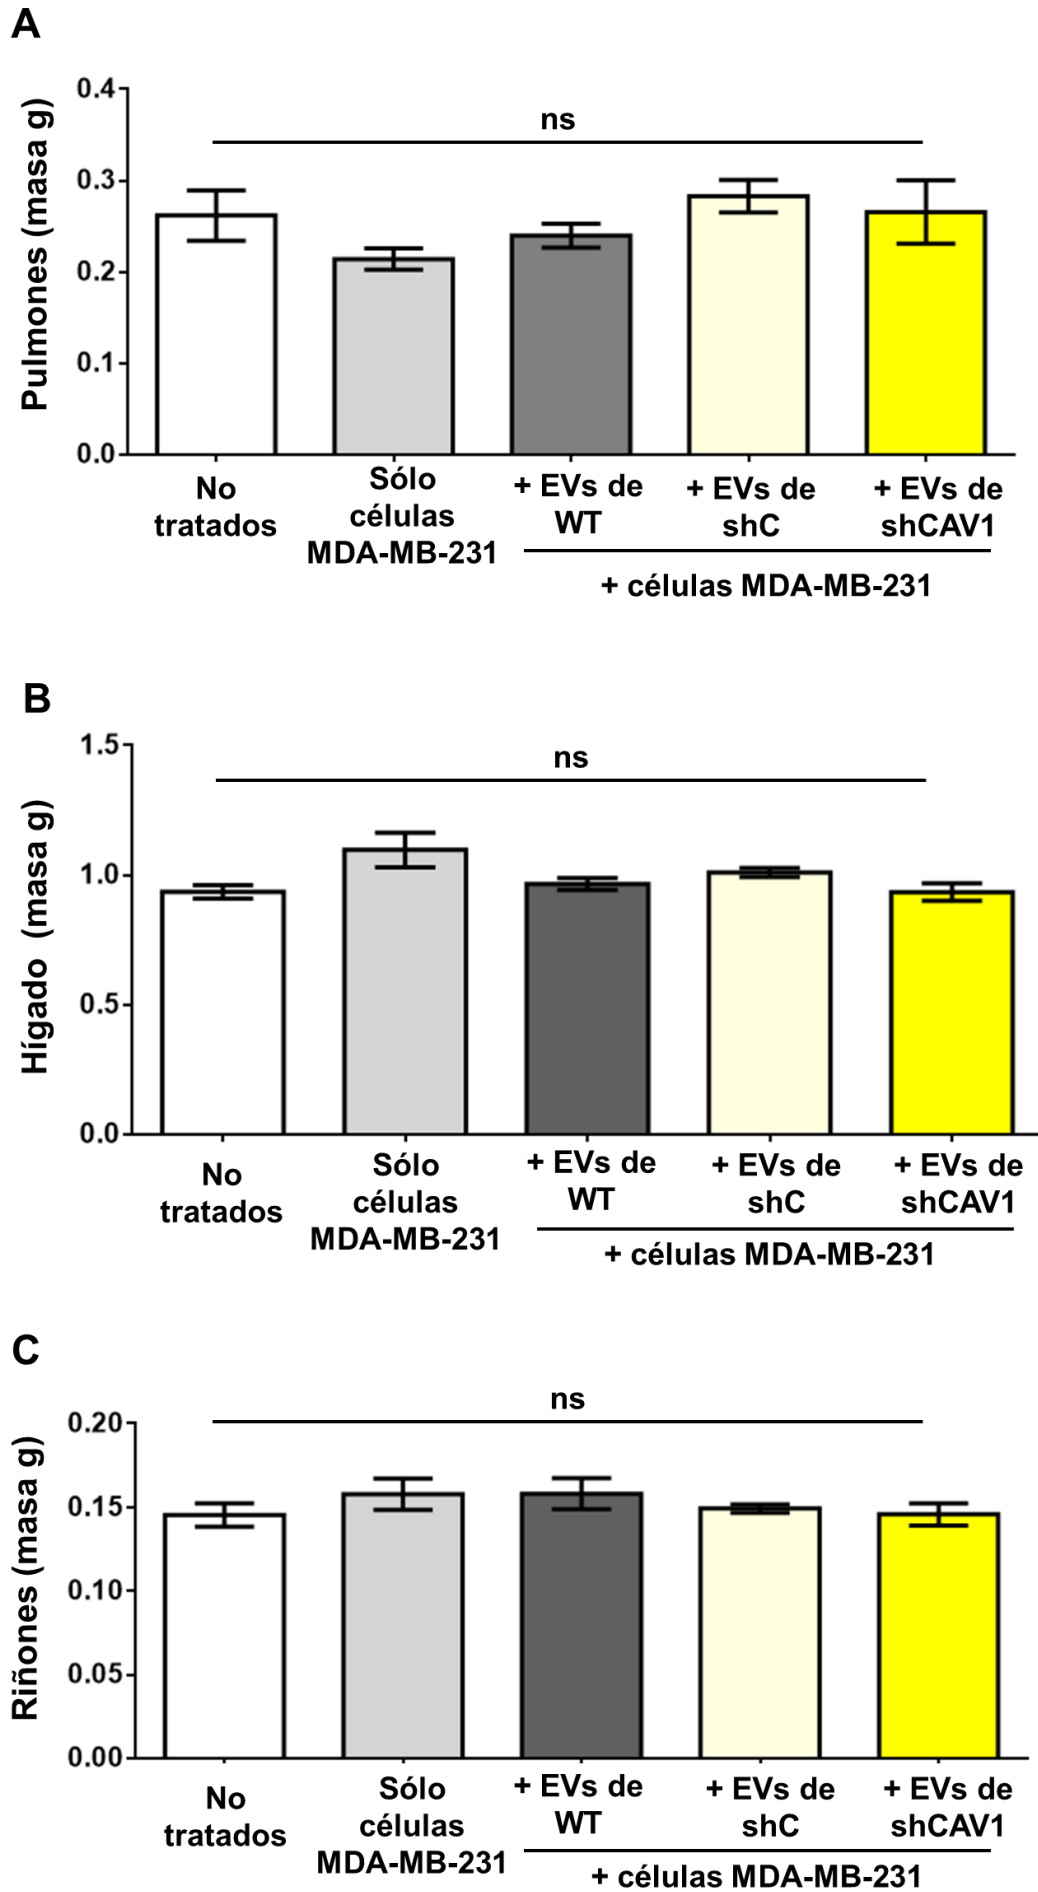 A
Pulmones (masa g)
0.4
0.3
0.2
0.1
0.0
ns
No
tratados
Sólo
células
MDA-MB-231
+ EVs de
WT
+ EVs de
shC
+ EVs de
shCAV1
+ células MDA-MB-231
B
Hígado (masa g)
1.5
1.0
0.5
0.0
ns
No
tratados
Sólo
células
MDA-MB-231
+ EVs de
WT
+ EVs de
shC
+ EVs de
shCAV1
+ células MDA-MB-231
C
Riñones (masa g)
0.20
0.15
0.10
0.05
0.00
ns
No
tratados
Sólo
células
MDA-MB-231
+ EVs de
WT
+ EVs de
shC
+ EVs de
shCAV1
+ células MDA-MB-231